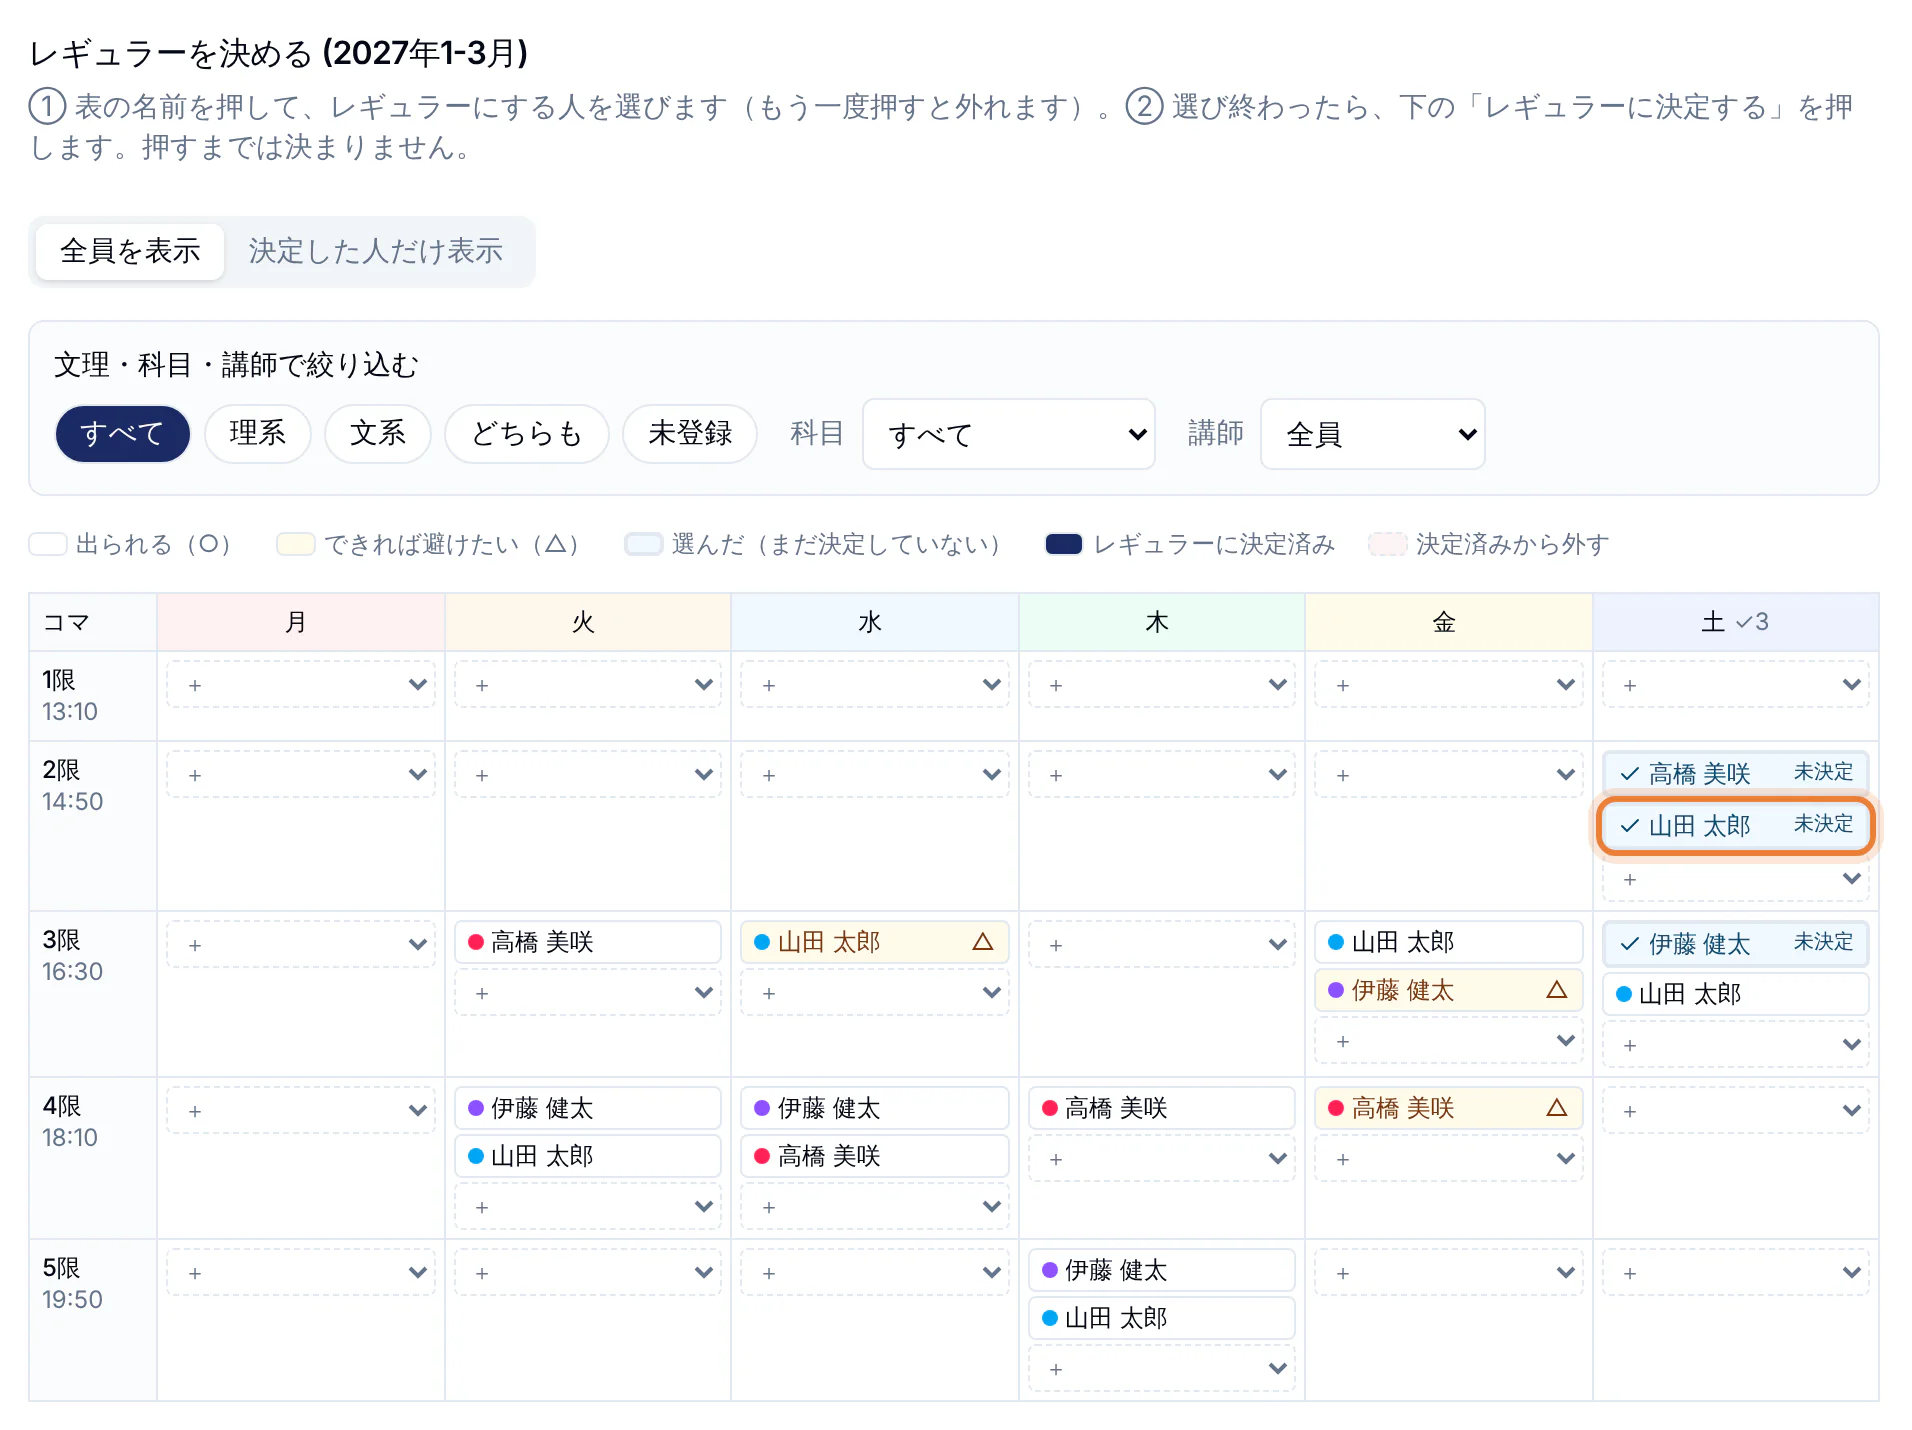 レギュラーを決める (2027年1-3月)
① 表の名前を押して、レギュラーにする人を選びます（もう一度押すと外れます）。② 選び終わったら、下の「レギュラーに決定する」を押
します。押すまでは決まりません。
全員を表示 決定した人だけ表示
文理・科目・講師で絞り込む
すべて 理系 文系 どちらも 未登録 科目 すべて 講師 全員
出られる（○） できれば避けたい（△） 選んだ（まだ決定していない） レギュラーに決定済み 決定済みから外す
コマ 月 火 水 木 金 土 ✓3
1限
13:10
+ + + + + +
2限
14:50
+ + + + +
✓ 高橋 美咲 未決定
✓ 山田 太郎 未決定
+
3限
16:30
+
高橋 美咲
+
山田 太郎 △
+
+
山田 太郎
伊藤 健太 △
+
✓ 伊藤 健太 未決定
山田 太郎
+
4限
18:10
+
伊藤 健太
山田 太郎
+
伊藤 健太
高橋 美咲
+
高橋 美咲
+
高橋 美咲 △
+
+
5限
19:50
+ + +
伊藤 健太
山田 太郎
+
+ +